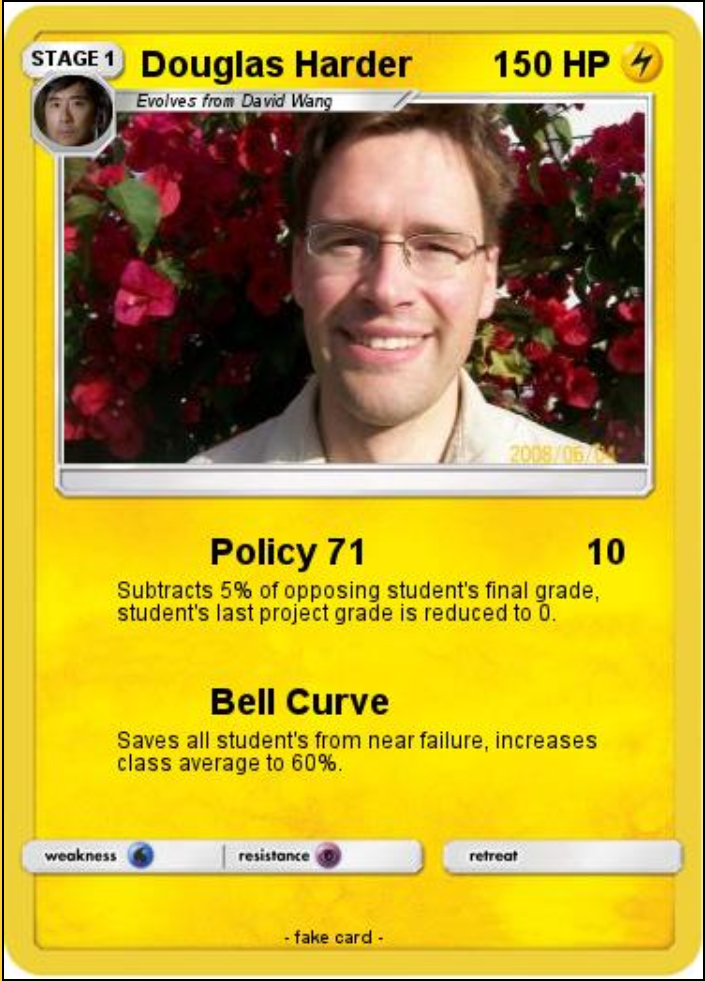 STAGE 1
Douglas Harder
150 HP
Evolves from David Wang
2008/06/04
Policy 71
10
Subtracts 5% of opposing student's final grade,
student's last project grade is reduced to 0.
Bell Curve
Saves all student's from near failure, increases
class average to 60%.
weakness
resistance
retreat
- fake card -